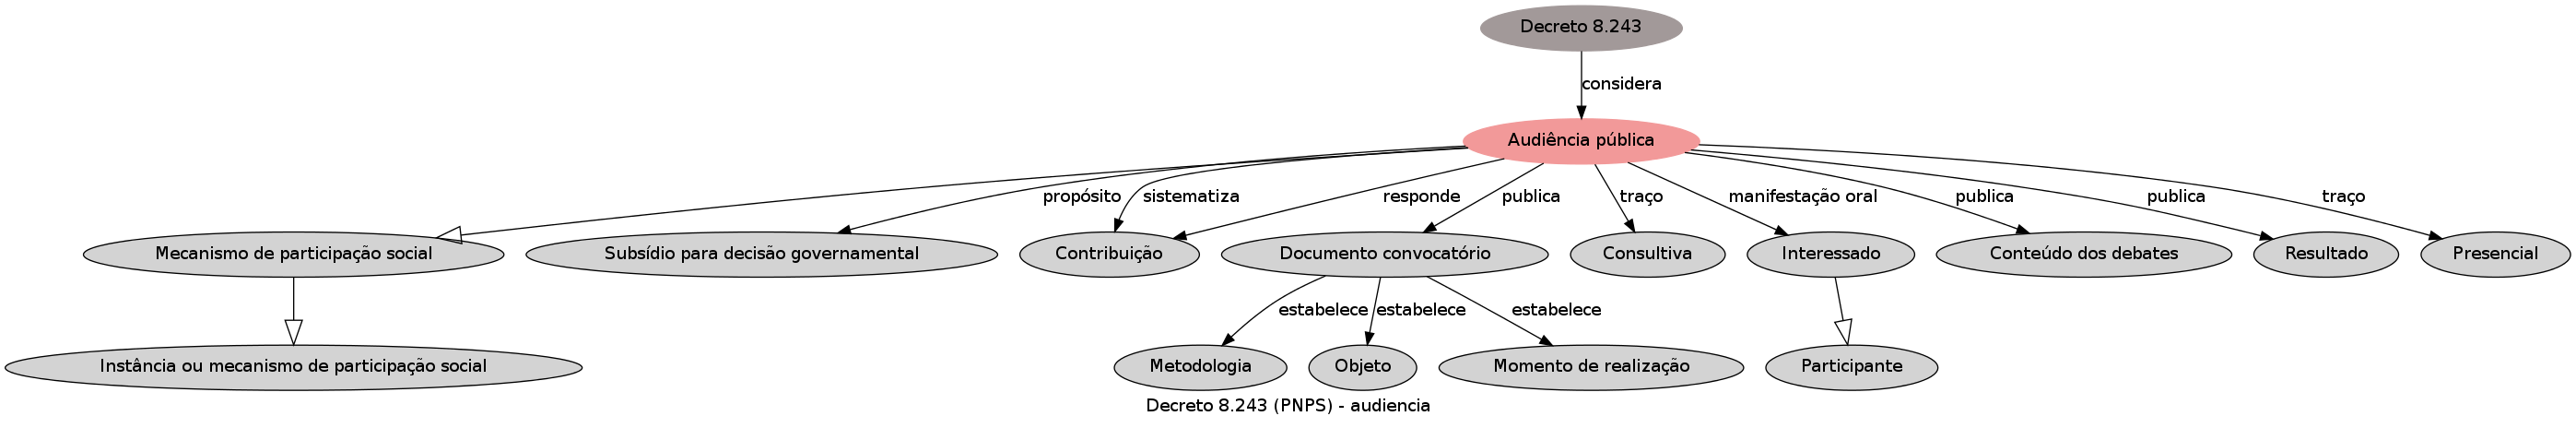 Decreto 8.243
considera
Audiência pública
propósito
sistematiza
responde
publica
traço
manifestação oral
publica
publica
traço
Mecanismo de participação social
Subsídio para decisão governamental
Contribuição
Documento convocatório
Consultiva
Interessado
Conteúdo dos debates
Resultado
Presencial
estabelece
estabelece
estabelece
Instância ou mecanismo de participação social
Metodologia
Objeto
Momento de realização
Participante
Decreto 8.243 (PNPS) - audiencia